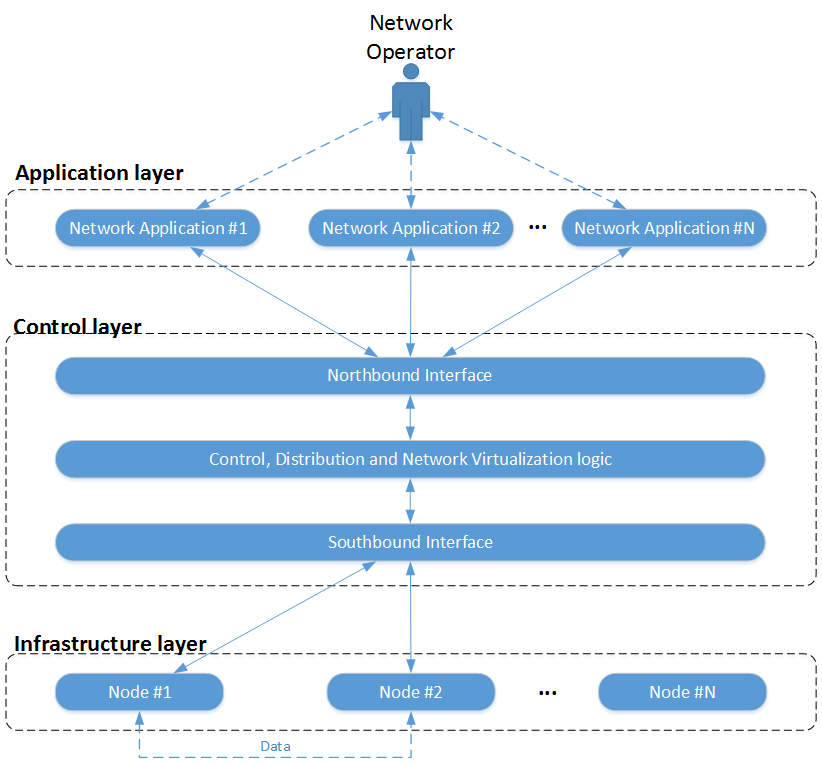 Network
Operator
Application layer
Network Application #1
Network Application #2
...
Network Application #N
Control layer
Northbound Interface
Control, Distribution and Network Virtualization logic
Southbound Interface
Infrastructure layer
Node #1
Node #2
...
Node #N
Data